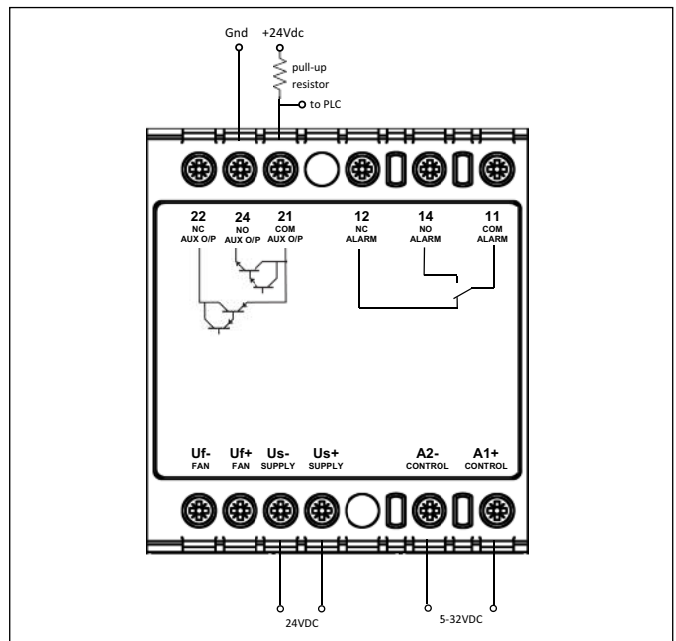 Gnd +24Vdc
pull-up
resistor
to PLC
22 24 21 12 14 11
NC NO COM NC NO COM
AUX O/P AUX O/P AUX O/P ALARM ALARM ALARM
Uf- Uf+ Us- Us+ A2- A1+
FAN FAN SUPPLY SUPPLY CONTROL CONTROL
24VDC 5-32VDC